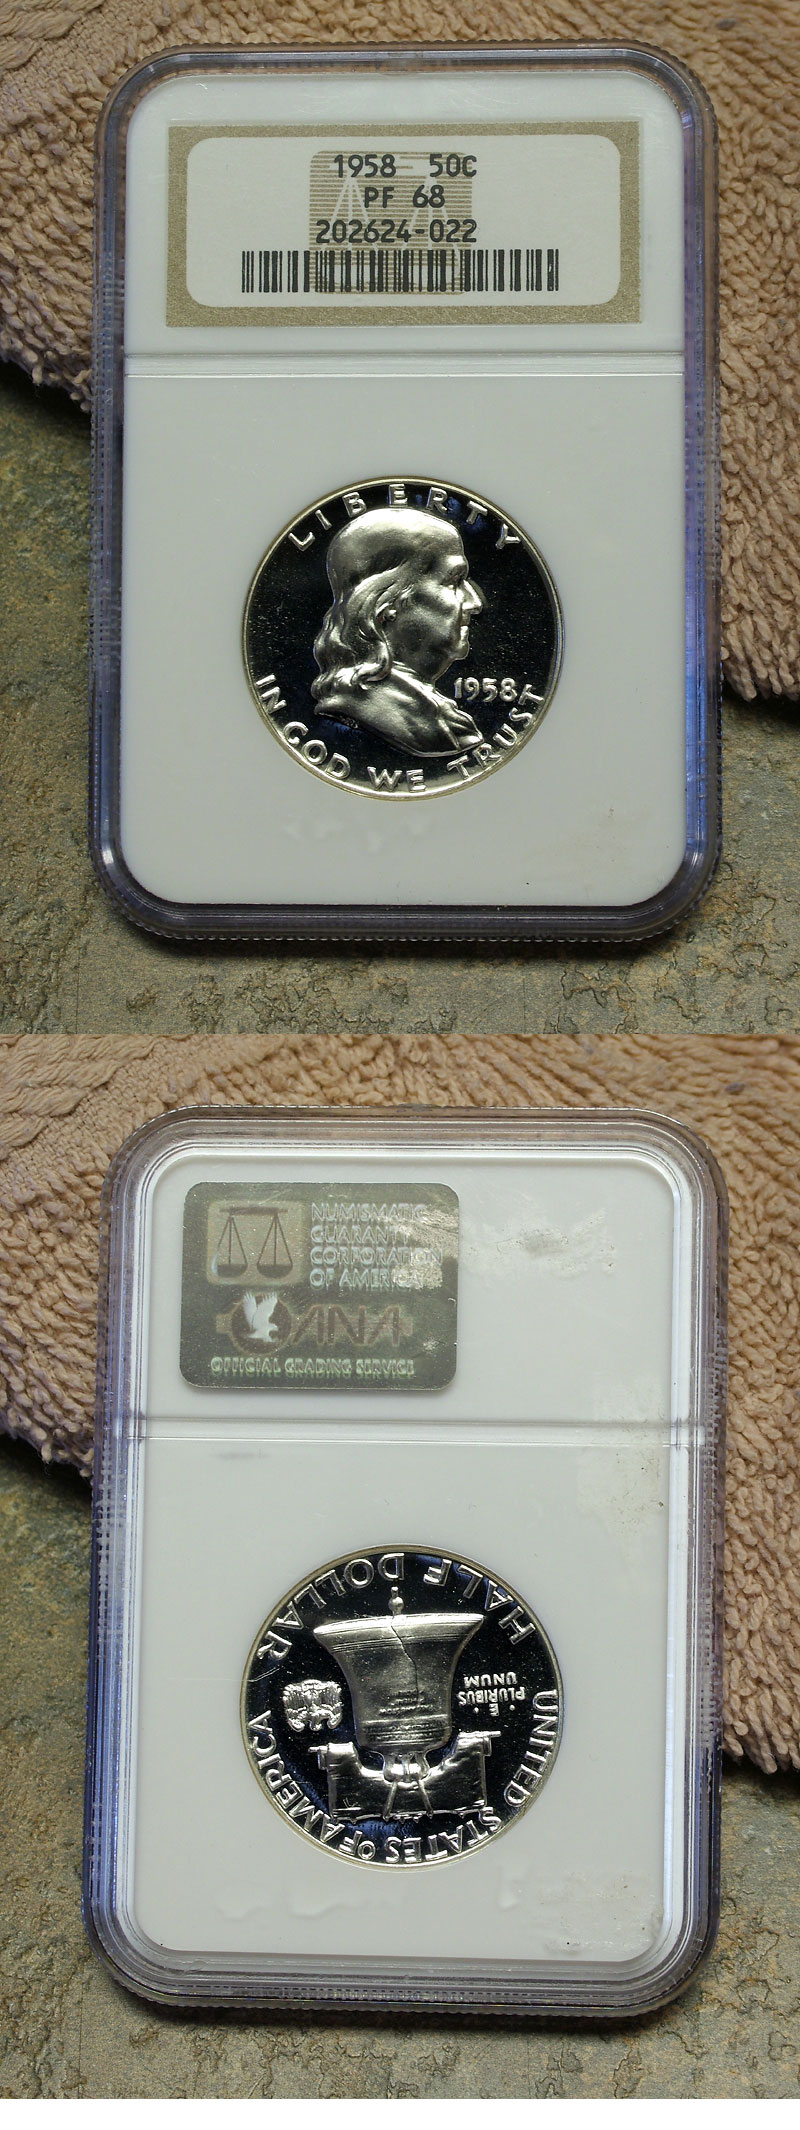 1958 50C
PF 68
202624-022
LIBERTY
1958
IN GOD WE TRUST
NUMISMATIC
GUARANTY
CORPORATION
OF AMERICA
ANA
OFFICIAL GRADING SERVICE
HALF DOLLAR
E
PLURIBUS
UNUM
UNITED STATES OF AMERICA